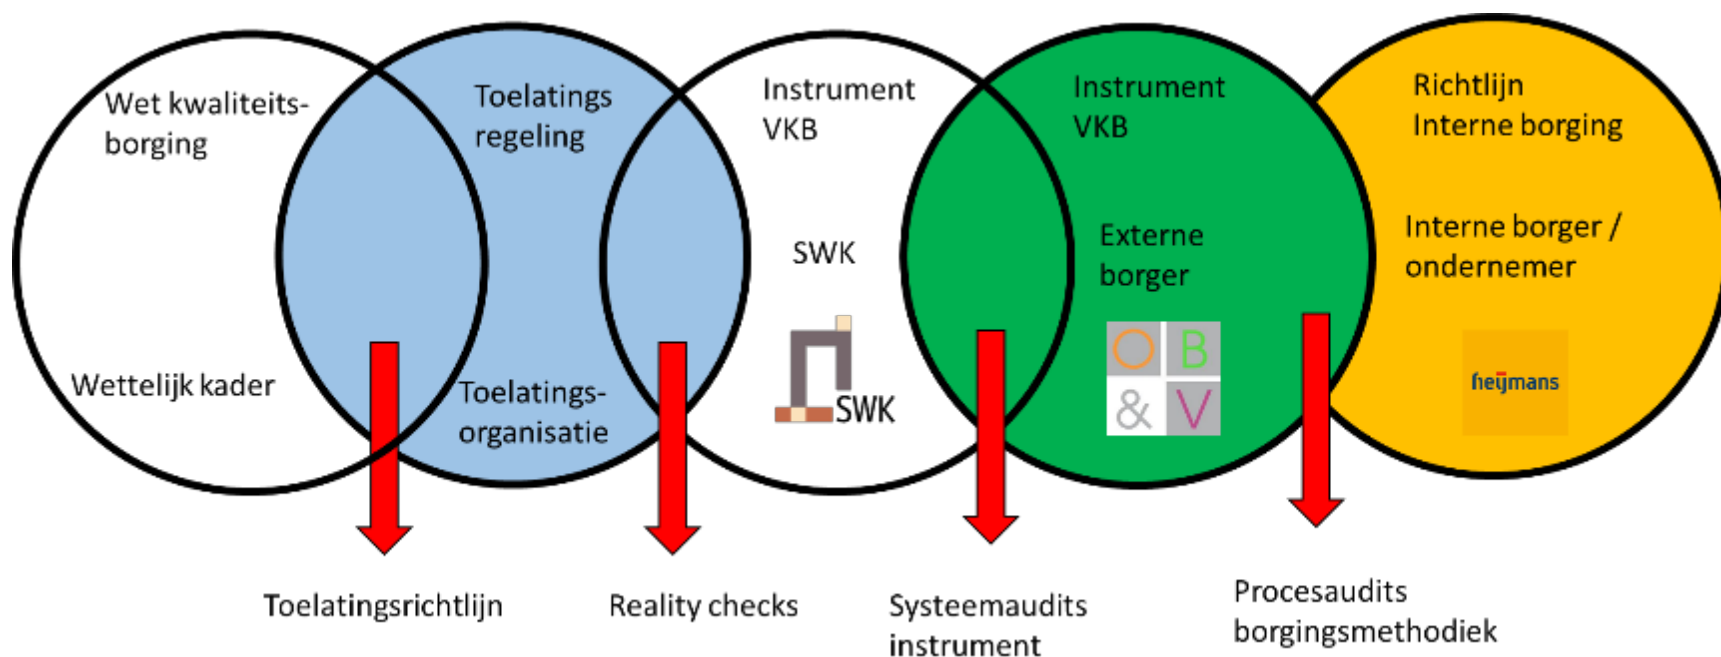 Wet kwaliteits-
borging
Wettelijk kader
Toelatings
regeling
Toelatings-
organisatie
Instrument
VKB
SWK
SWK
Instrument
VKB
Externe
borger
O B
& V
Richtlijn
Interne borging
Interne borger /
ondernemer
heijmans
Toelatingsrichtlijn
Reality checks
Systeemaudits
instrument
Procesaudits
borgingsmethodiek